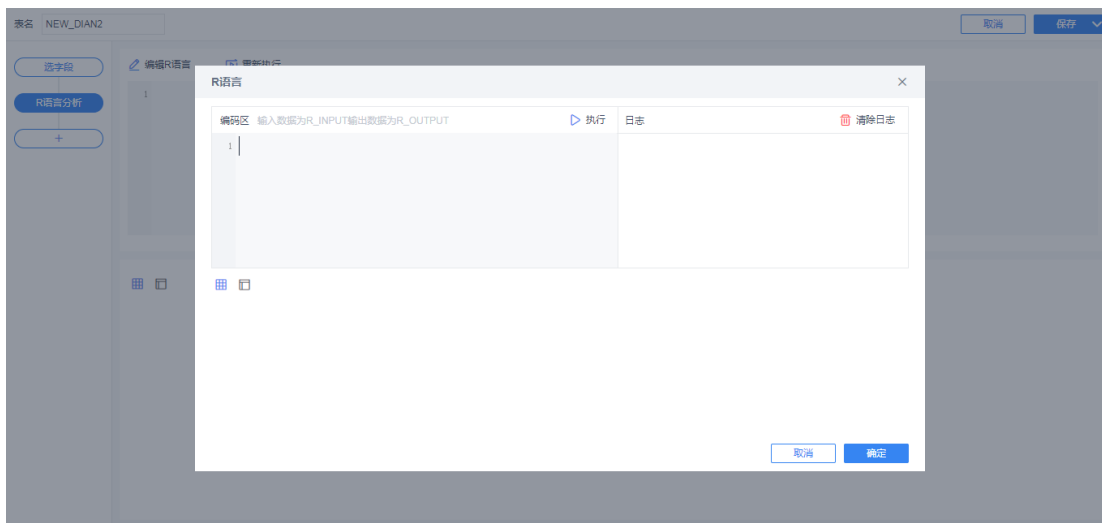 表名 NEW_DIAN2 取消 保存
选字段 编辑R语言 重新执行
R语言
R语言分析 1
编码区 输入数据为R_INPUT输出数据为R_OUTPUT 执行 日志 清除日志
+
1
取消 确定